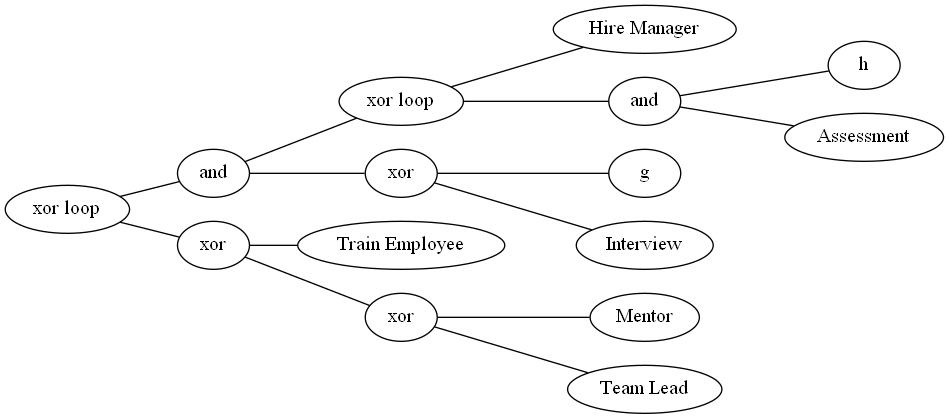 Hire Manager
h
xor loop
and
Assessment
and
xor
g
xor loop
xor
Train Employee
Interview
xor
Mentor
Team Lead